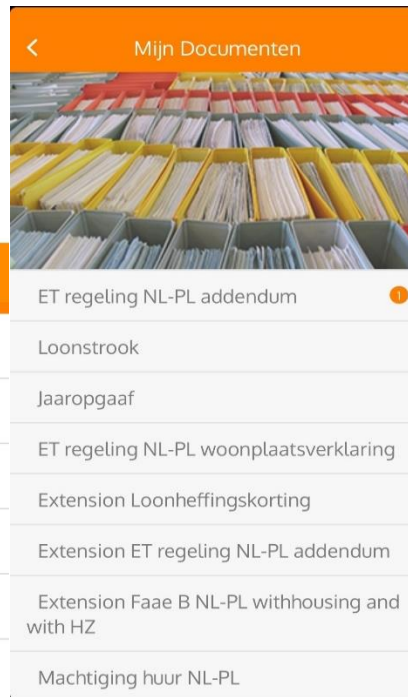 Mijn Documenten
ET regeling NL-PL addendum
1
Loonstrook
Jaaropgaaf
ET regeling NL-PL woonplaatsverklaring
Extension Loonheffingskorting
Extension ET regeling NL-PL addendum
Extension Faae B NL-PL withhousing and
with HZ
Machtiging huur NL-PL